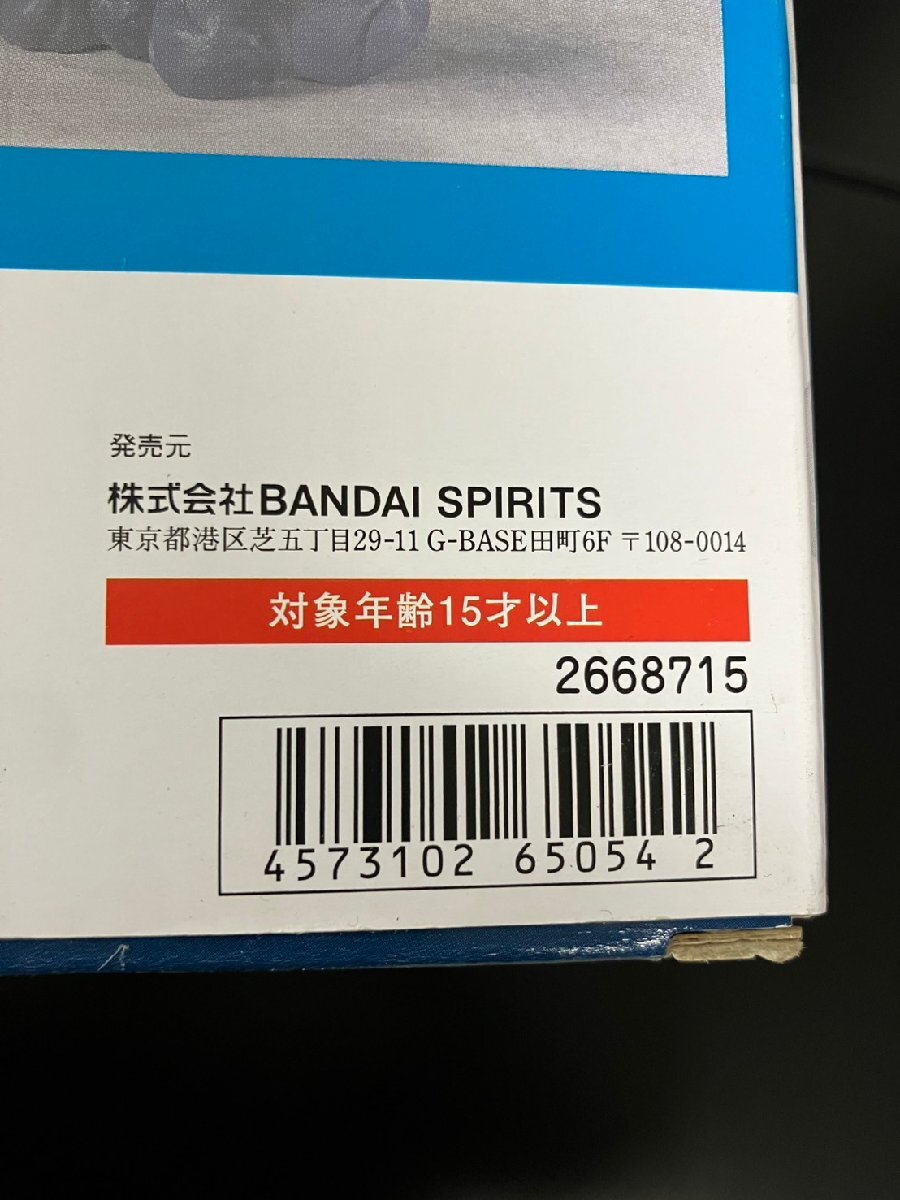 発売元
株式会社BANDAI SPIRITS
東京都港区芝五丁目29-11 G-BASE田町6F 〒108-0014
対象年齢15才以上
2668715
4573102 65054 2